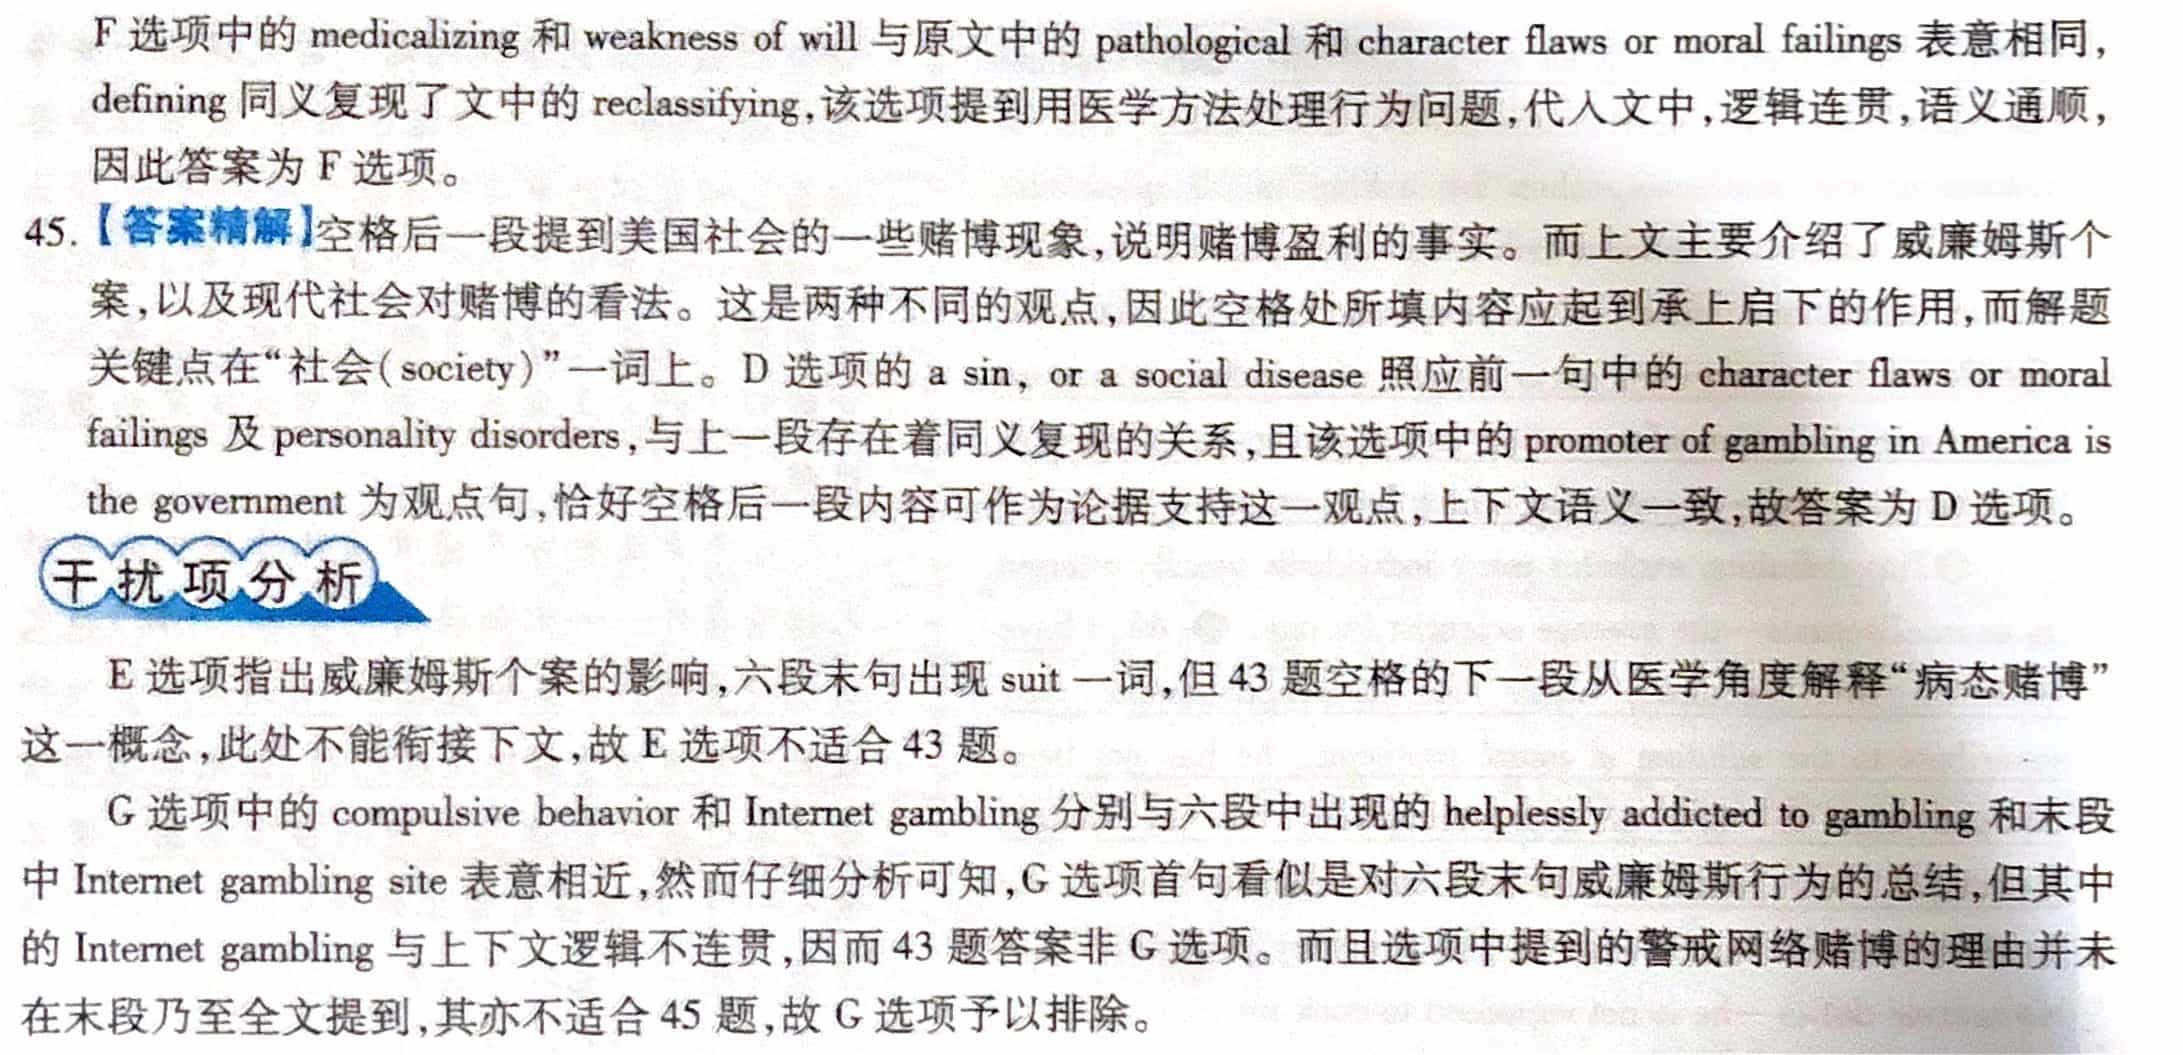 F 选项中的 medicalizing 和 weakness of will 与原文中的 pathological 和 character flaws or moral failings 表意相同,
defining 同义复现了文中的 reclassifying,该选项提到用医学方法处理行为问题,代入文中,逻辑连贯,语义通顺,
因此答案为 F 选项。
45.【答案精解】空格后一段提到美国社会的一些赌博现象,说明赌博盈利的事实。而上文主要介绍了威廉姆斯个
案,以及现代社会对赌博的看法。这是两种不同的观点,因此空格处所填内容应起到承上启下的作用,而解题
关键点在“社会(society)”一词上。D 选项的 a sin, or a social disease 照应前一句中的 character flaws or moral
failings 及 personality disorders,与上一段存在着同义复现的关系,且该选项中的 promoter of gambling in America is
the government 为观点句,恰好空格后一段内容可作为论据支持这一观点,上下文语义一致,故答案为 D 选项。
干扰项分析
E 选项指出威廉姆斯个案的影响,六段末句出现 suit 一词,但 43 题空格的下一段从医学角度解释“病态赌博”
这一概念,此处不能衔接下文,故 E 选项不适合 43 题。
G 选项中的 compulsive behavior 和 Internet gambling 分别与六段中出现的 helplessly addicted to gambling 和末段
中 Internet gambling site 表意相近,然而仔细分析可知,G 选项首句看似是对六段末句威廉姆斯行为的总结,但其中
的 Internet gambling 与上下文逻辑不连贯,因而 43 题答案非 G 选项。而且选项中提到的警戒网络赌博的理由并未
在末段乃至全文提到,其亦不适合 45 题,故 G 选项予以排除。